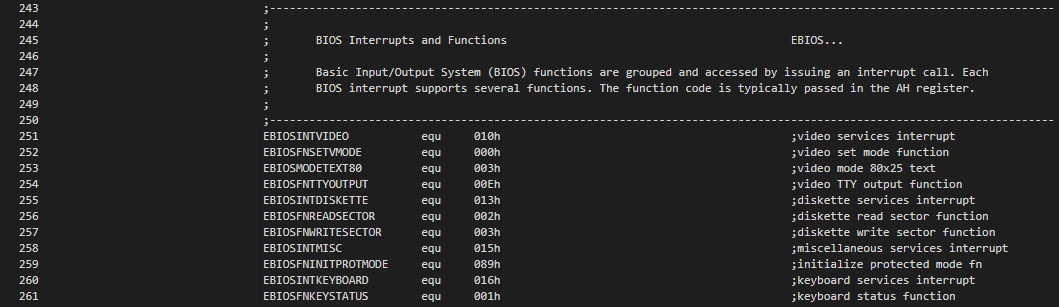 243 ;------------------------------------------------------------------------------------------------------------------------
244 ;
245 ; BIOS Interrupts and Functions EBIOS...
246 ;
247 ; Basic Input/Output System (BIOS) functions are grouped and accessed by issuing an interrupt call. Each
248 ; BIOS interrupt supports several functions. The function code is typically passed in the AH register.
249 ;
250 ;------------------------------------------------------------------------------------------------------------------------
251 EBIOSINTVIDEO equ 010h ;video services interrupt
252 EBIOSFNSETVMODE equ 000h ;video set mode function
253 EBIOSMODETEXT80 equ 003h ;video mode 80x25 text
254 EBIOSFNTTYOUTPUT equ 00Eh ;video TTY output function
255 EBIOSINTDISKETTE equ 013h ;diskette services interrupt
256 EBIOSFNREADSECTOR equ 002h ;diskette read sector function
257 EBIOSFNWRITESECTOR equ 003h ;diskette write sector function
258 EBIOSINTMISC equ 015h ;miscellaneous services interrupt
259 EBIOSFNINITPROTMODE equ 089h ;initialize protected mode fn
260 EBIOSINTKEYBOARD equ 016h ;keyboard services interrupt
261 EBIOSFNKEYSTATUS equ 001h ;keyboard status function